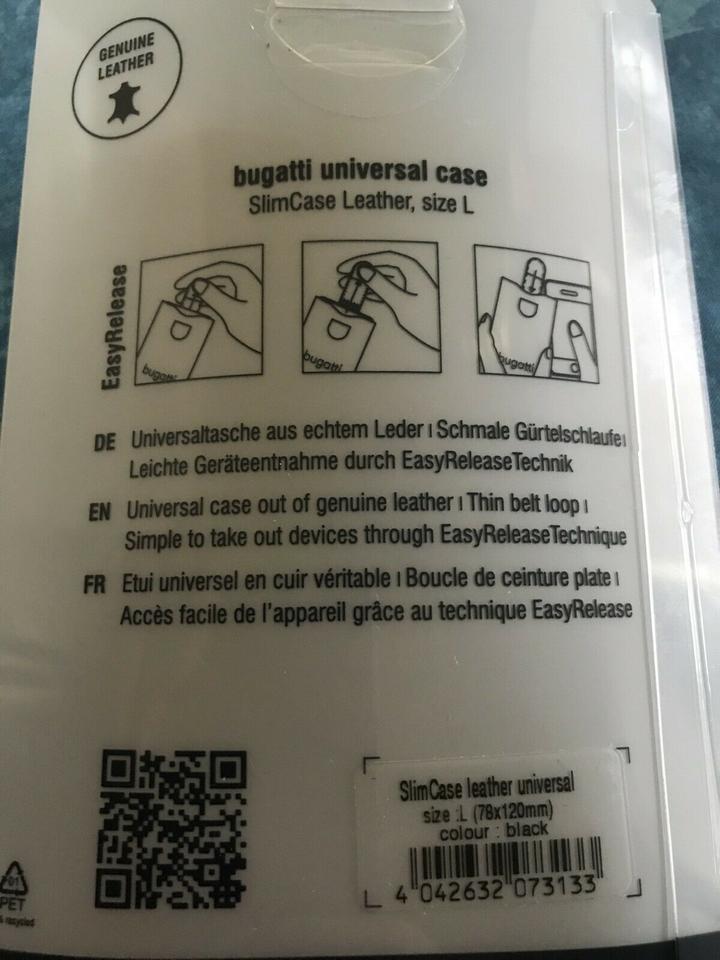 GENUINE
LEATHER
bugatti universal case
SlimCase Leather, size L
EasyRelease
bugatti
bugatti
bugatti
DE Universaltasche aus echtem Leder ı Schmale Gürtelschlaufe ı
Leichte Geräteentnahme durch EasyReleaseTechnik
EN Universal case out of genuine leather ı Thin belt loop ı
Simple to take out devices through EasyReleaseTechnique
FR Etui universel en cuir véritable ı Boucle de ceinture plate ı
Accès facile de l'appareil grâce au technique EasyRelease
SlimCase leather universal
size :L (78x120mm)
colour : black
4 042632 073133
01
PET
recycled